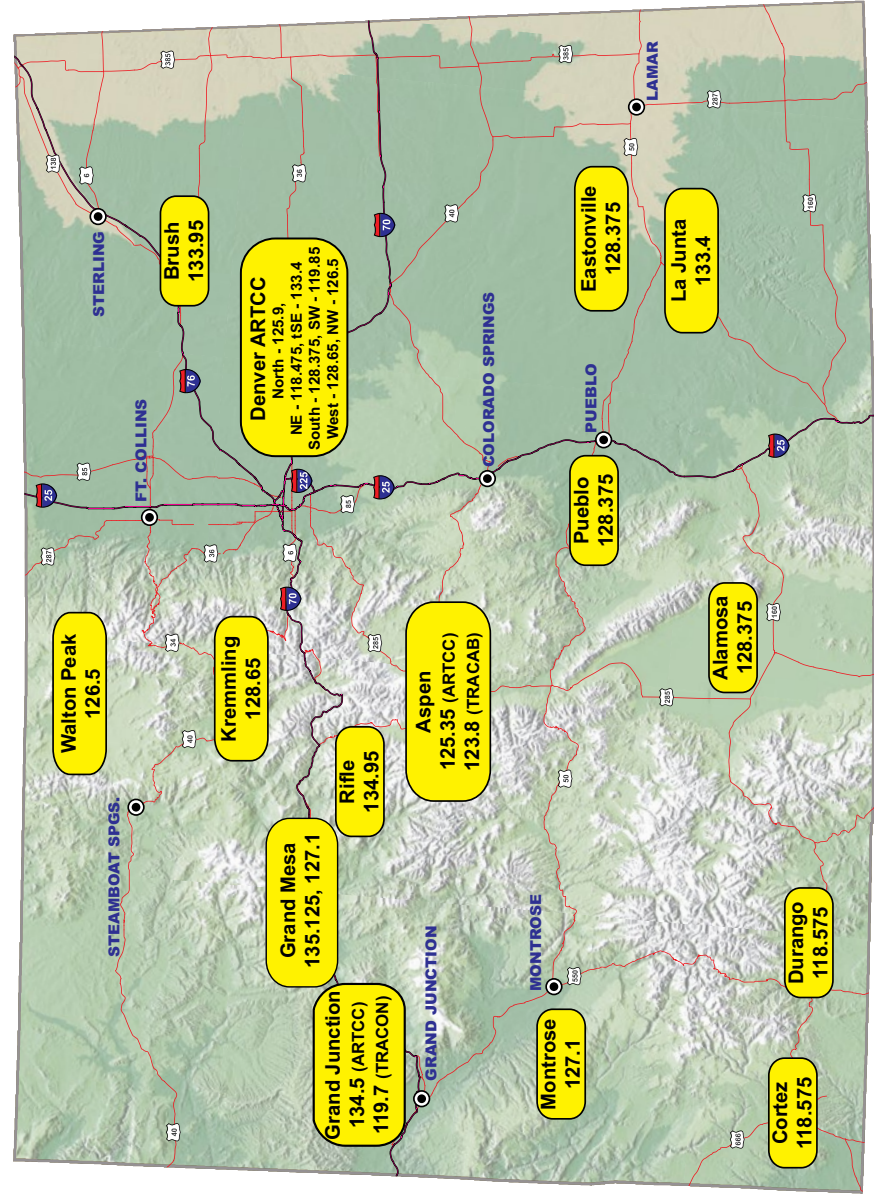 25
287
138
Walton Peak
126.5
85
6
STERLING
STEAMBOAT SPGS.
FT. COLLINS
385
40
34
Brush
133.95
40
76
36
Kremmling
128.65
Denver ARTCC
North - 125.9,
NE - 118.475, tSE - 133.4
South - 128.375, SW - 119.85
West - 128.65, NW - 126.5
70
6
225
36
Grand Mesa
135.125, 127.1
Rifle
134.95
Grand Junction
134.5 (ARTCC)
119.7 (TRACON)
85
285
25
70
Aspen
125.35 (ARTCC)
123.8 (TRACAB)
GRAND JUNCTION
40
COLORADO SPRINGS
MONTROSE
50
385
550
Montrose
127.1
Pueblo
128.375
PUEBLO
Eastonville
128.375
50
LAMAR
285
La Junta
133.4
287
Alamosa
128.375
666
160
25
Cortez
118.575
Durango
118.575
160